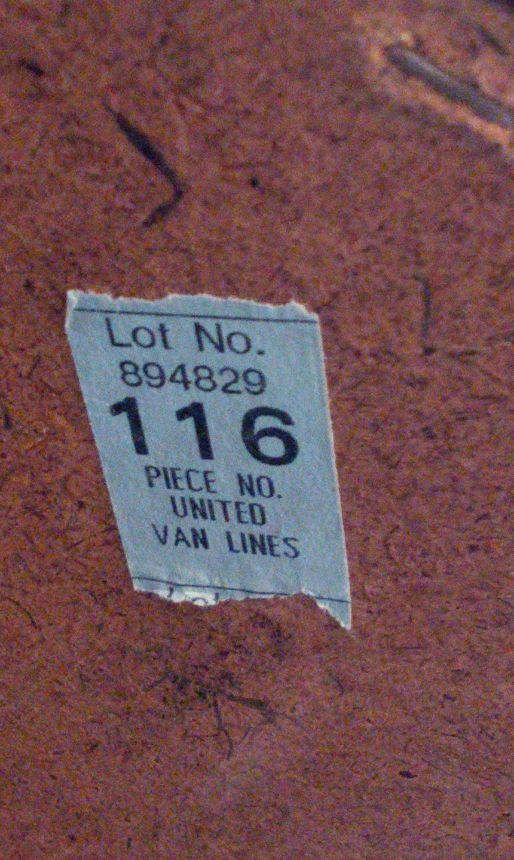 Lot No.
894829
116
PIECE NO.
UNITED
VAN LINES